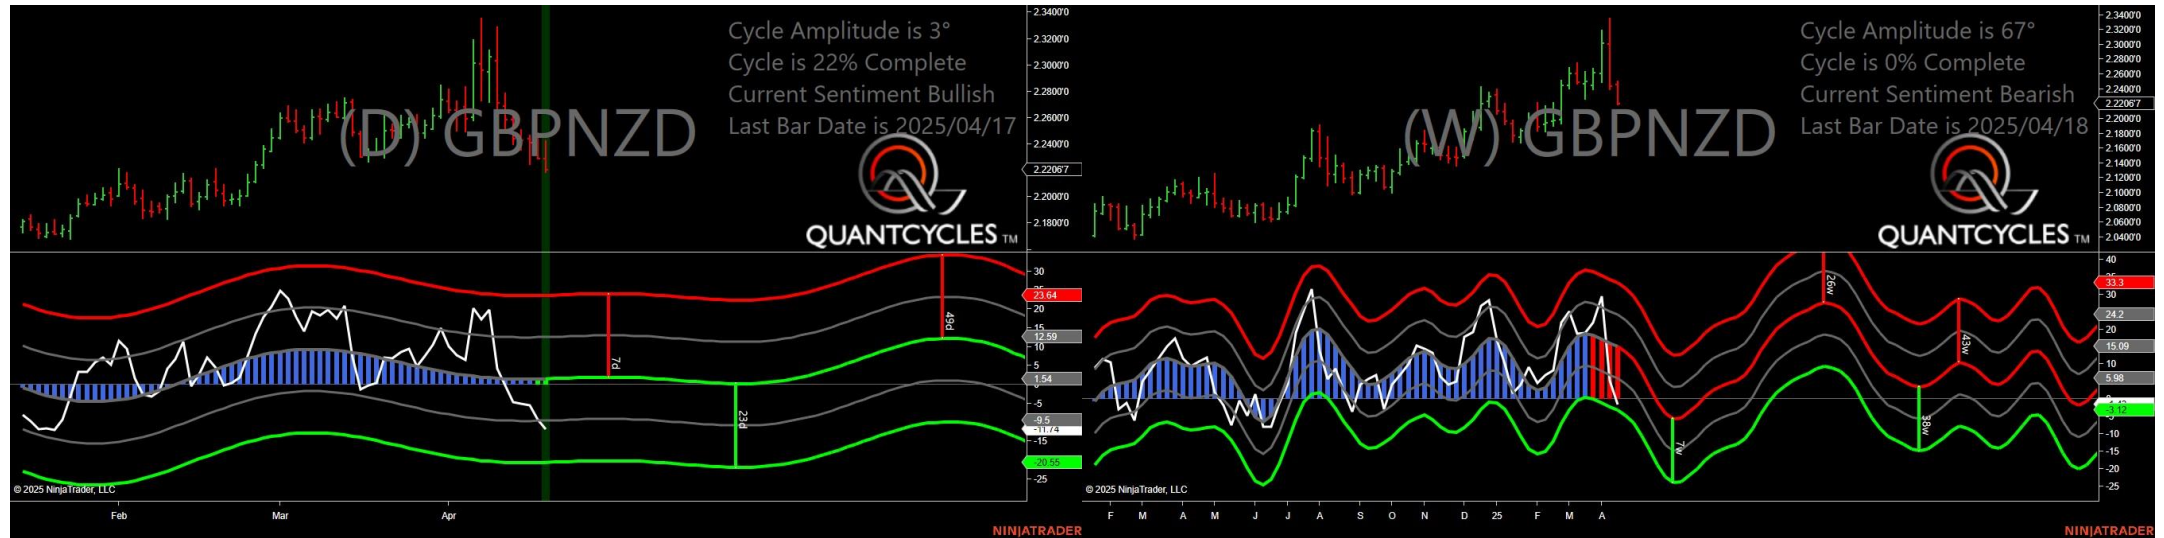 Cycle Amplitude is 3°
Cycle is 22% Complete
Current Sentiment Bullish
Last Bar Date is 2025/04/17
(D) GBPNZD
QUANTCYCLES TM
2.3400'0
2.3200'0
2.3000'0
2.2800'0
2.2600'0
2.2400'0
2.2206'7
2.2000'0
2.1800'0
30
23.64
20
15
12.59
10
5
1.54
-5
-9.5
-11.74
-15
-20.55
-25
7d
23d
49d
© 2025 NinjaTrader, LLC
Feb
Mar
Apr
NINJATRADER
Cycle Amplitude is 67°
Cycle is 0% Complete
Current Sentiment Bearish
Last Bar Date is 2025/04/18
(W) GBPNZD
QUANTCYCLES TM
2.3400'0
2.3200'0
2.3000'0
2.2800'0
2.2600'0
2.2400'0
2.2206'7
2.2000'0
2.1800'0
2.1600'0
2.1400'0
2.1200'0
2.1000'0
2.0800'0
2.0600'0
2.0400'0
40
33.3
30
24.2
20
15.09
10
5.98
-3.12
-10
-15
-20
-25
7w
26w
38w
43w
© 2025 NinjaTrader, LLC
F
M
A
M
J
J
A
S
O
N
D
25
F
M
A
NINJATRADER